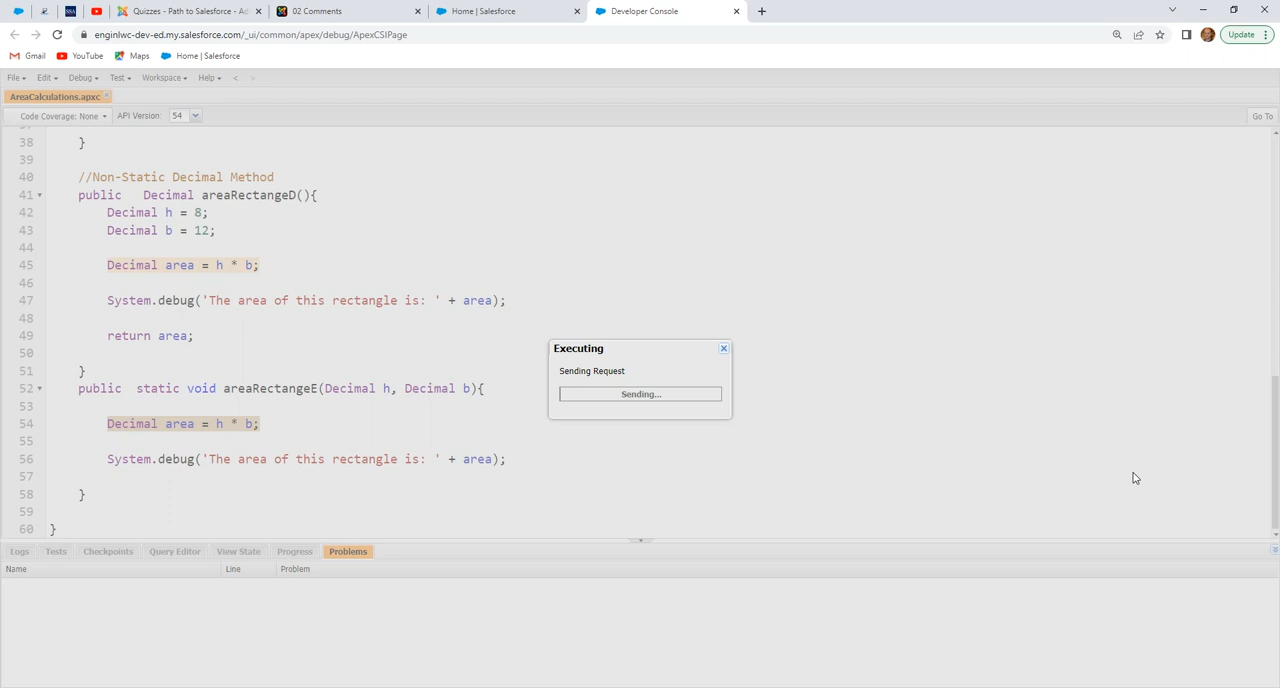 Quizzes - Path to Salesforce - Ad
02 Comments
Home | Salesforce
Developer Console
enginlwc-dev-ed.my.salesforce.com/_ui/common/apex/debug/ApexCSIPage
Update
Gmail YouTube Maps Home | Salesforce
File Edit Debug Test Workspace Help < >
AreaCalculations.apxc
Code Coverage: None API Version: 54 Go To
37
38 }
39
40 //Non-Static Decimal Method
41 public Decimal areaRectangeD(){
42 Decimal h = 8;
43 Decimal b = 12;
44
45 Decimal area = h * b;
46
47 System.debug('The area of this rectangle is: ' + area);
48
49 return area;
50
51 }
52 public static void areaRectangeE(Decimal h, Decimal b){
53
54 Decimal area = h * b;
55
56 System.debug('The area of this rectangle is: ' + area);
57
58 }
59
60 }
Executing
Sending Request
Sending...
Logs Tests Checkpoints Query Editor View State Progress Problems
Name Line Problem